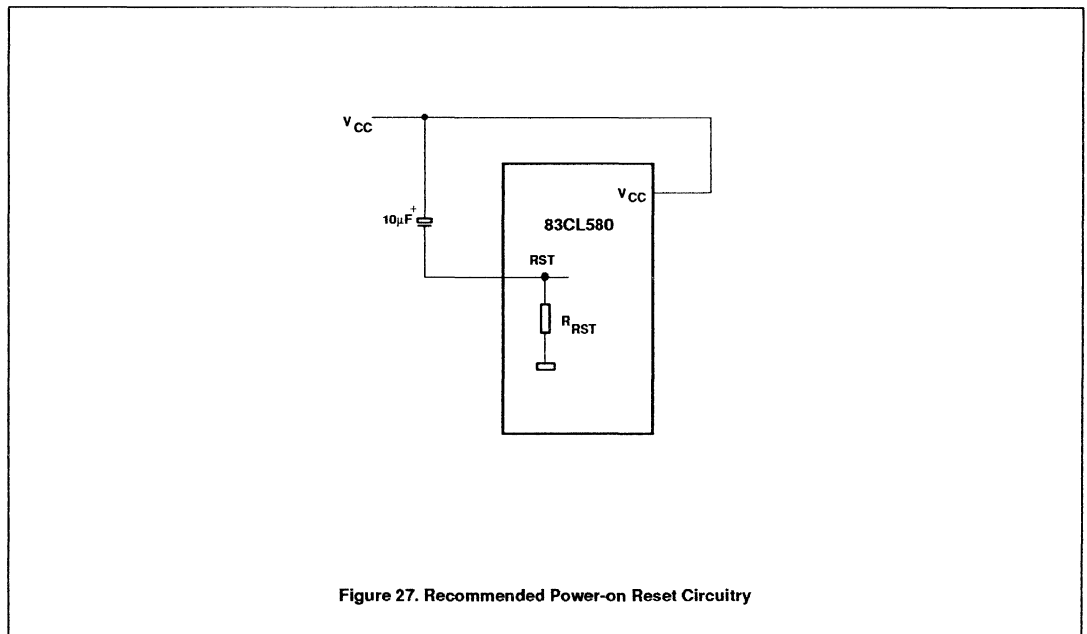 VCC
VCC
10μF +
83CL580
RST
RRST
Figure 27. Recommended Power-on Reset Circuitry